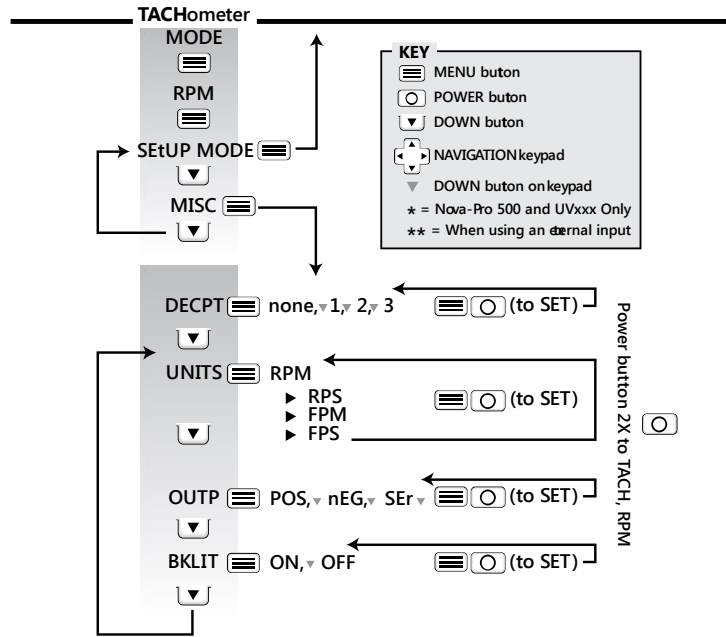 TACHometer
MODE
RPM
SEtUP MODE
MISC
KEY
MENU buton
POWER buton
DOWN buton
NAVIGATION keypad
DOWN buton on keypad
* = Nova-Pro 500 and UVxxx Only
** = When using an external input
DECPT none, 1, 2, 3 (to SET)
UNITS RPM
RPS (to SET)
FPM
FPS
OUTP POS, nEG, SEr (to SET)
BKLIT ON, OFF (to SET)
Power button 2X to TACH, RPM